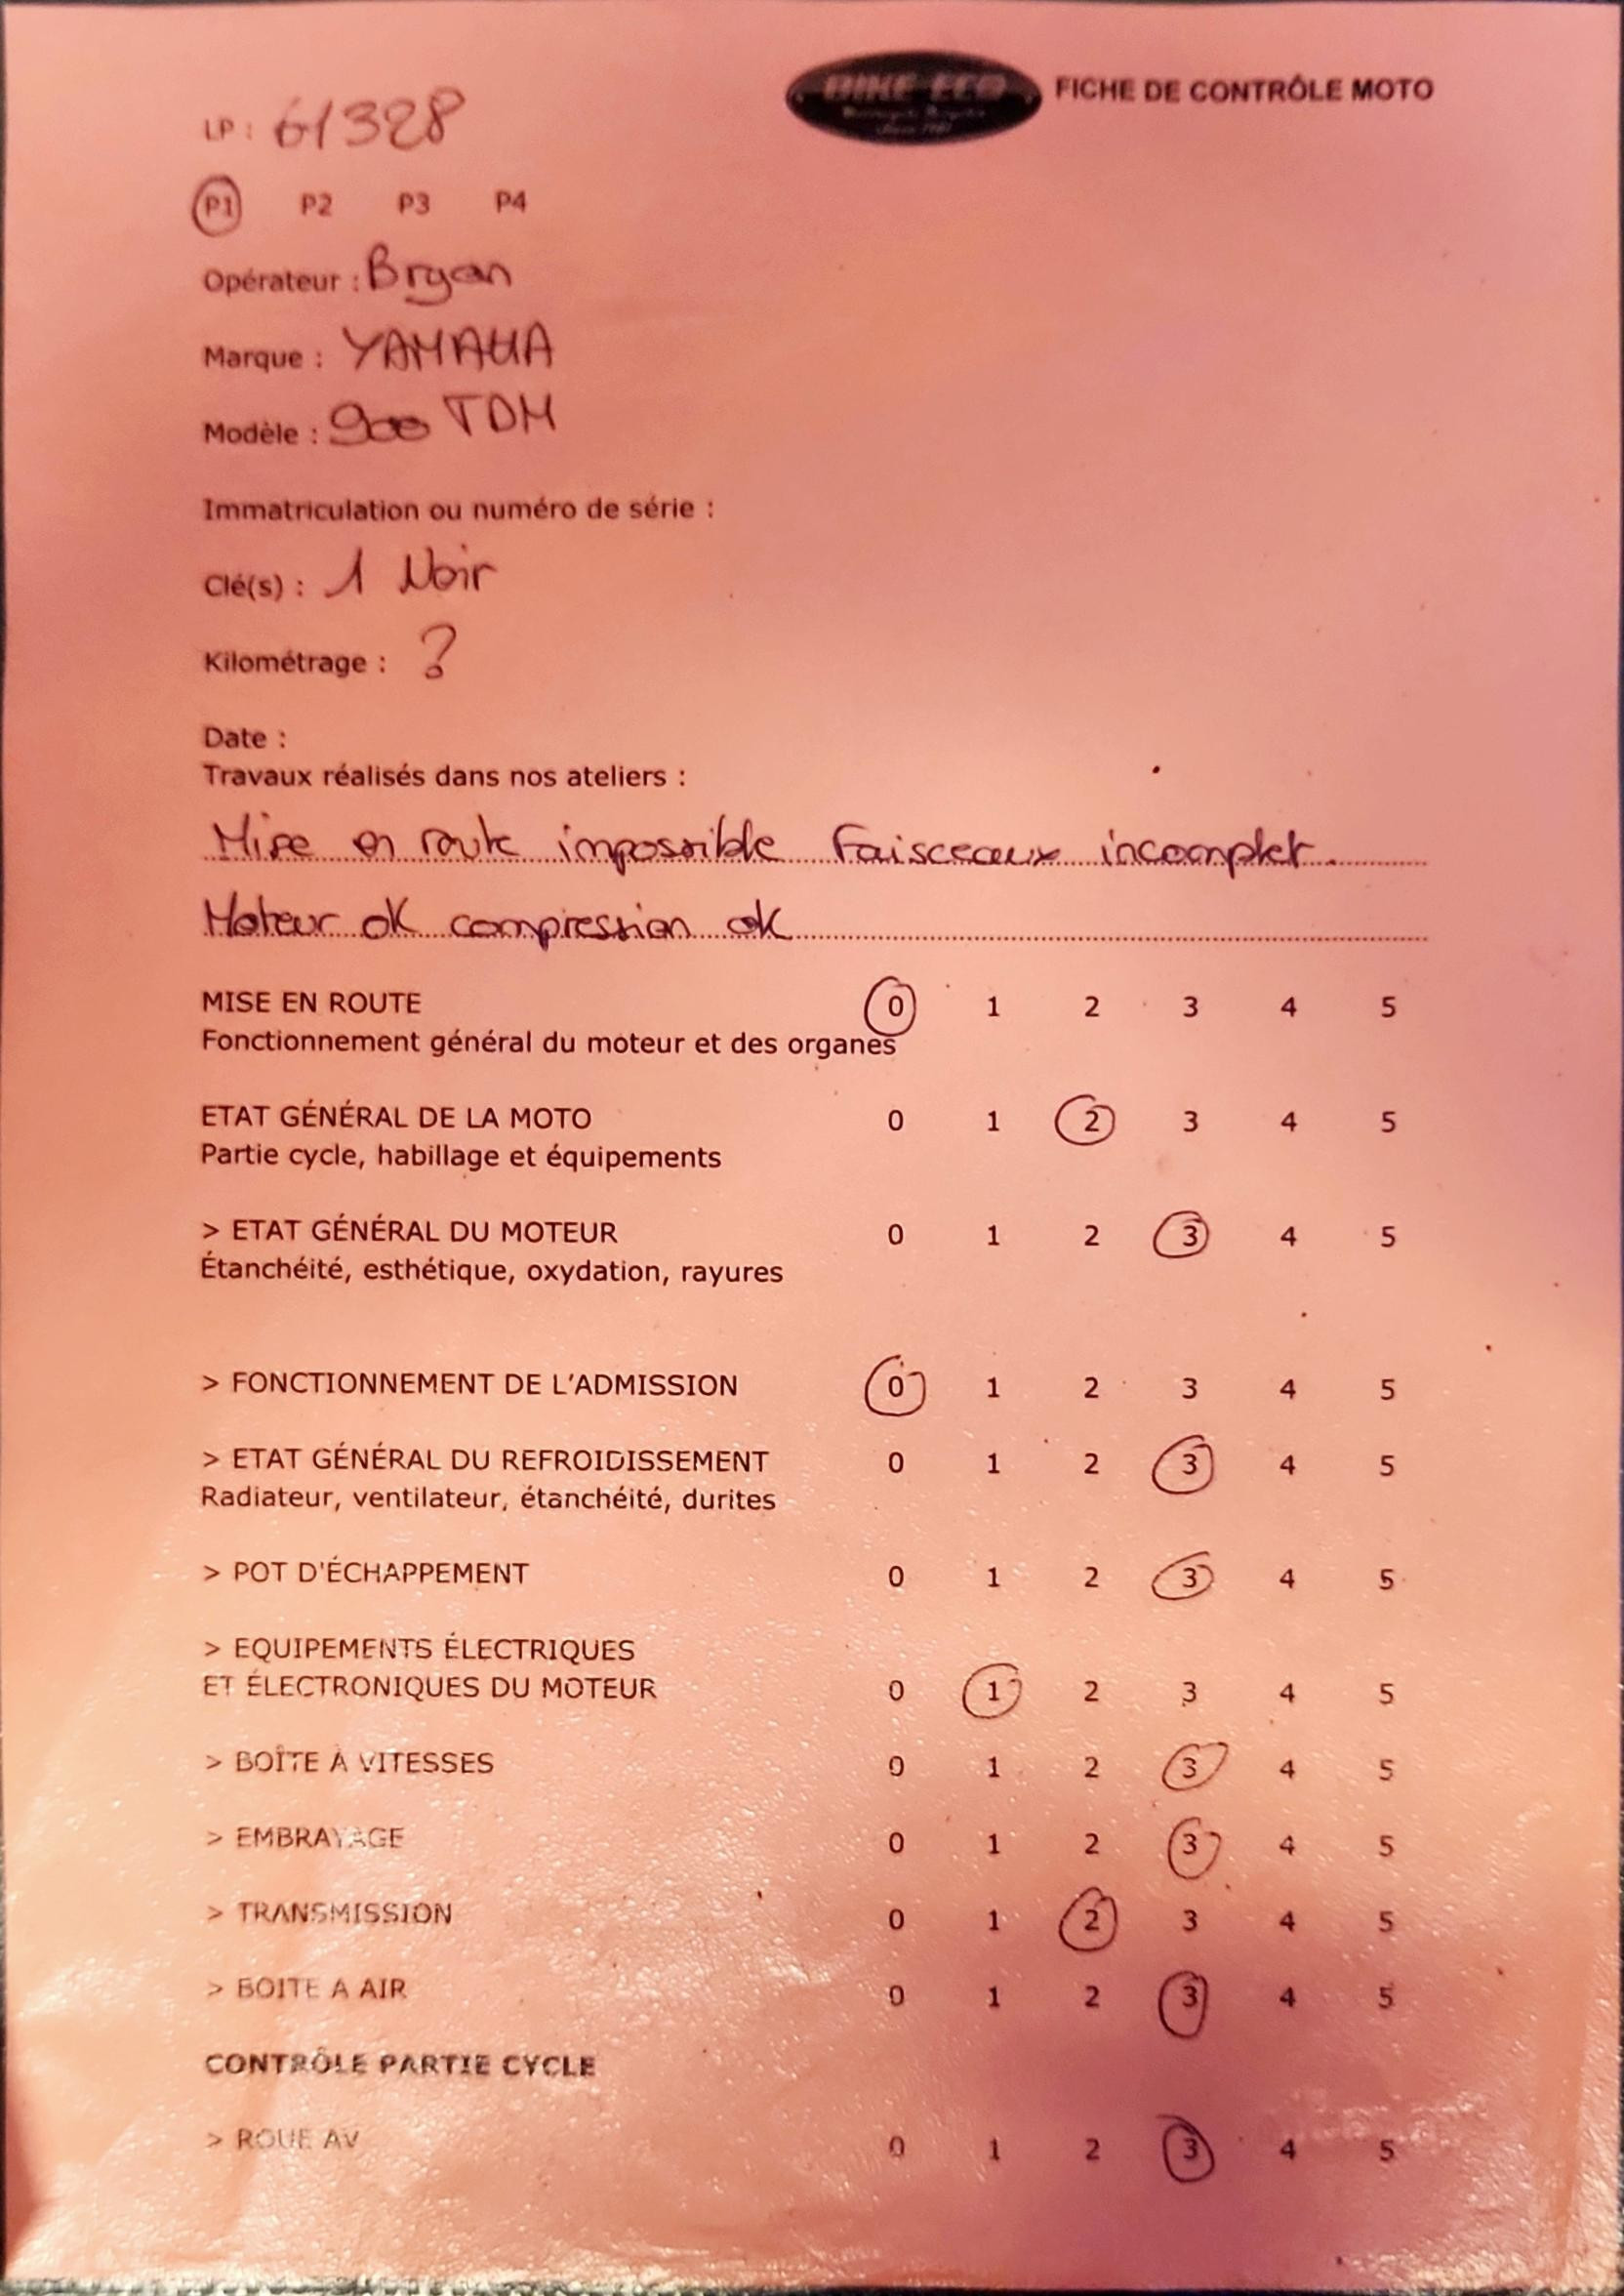 BIKE-ECO
FICHE DE CONTRÔLE MOTO
LP : 61328
P1 P2 P3 P4
Opérateur : Bryan
Marque : YAMAHA
Modèle : 900 TDM
Immatriculation ou numéro de série :
Clé(s) : 1 Noir
Kilométrage : ?
Date :
Travaux réalisés dans nos ateliers :
Mise en route impossible Faisceaux incomplet.
Moteur OK compression ok
MISE EN ROUTE 0 1 2 3 4 5
Fonctionnement général du moteur et des organes
ETAT GÉNÉRAL DE LA MOTO 0 1 2 3 4 5
Partie cycle, habillage et équipements
> ETAT GÉNÉRAL DU MOTEUR 0 1 2 3 4 5
Étanchéité, esthétique, oxydation, rayures
> FONCTIONNEMENT DE L'ADMISSION 0 1 2 3 4 5
> ETAT GÉNÉRAL DU REFROIDISSEMENT 0 1 2 3 4 5
Radiateur, ventilateur, étanchéité, durites
> POT D'ÉCHAPPEMENT 0 1 2 3 4 5
> EQUIPEMENTS ÉLECTRIQUES
ET ÉLECTRONIQUES DU MOTEUR 0 1 2 3 4 5
> BOÎTE À VITESSES 0 1 2 3 4 5
> EMBRAYAGE 0 1 2 3 4 5
> TRANSMISSION 0 1 2 3 4 5
> BOITE A AIR 0 1 2 3 4 5
CONTRÔLE PARTIE CYCLE
> ROUE AV 0 1 2 3 4 5